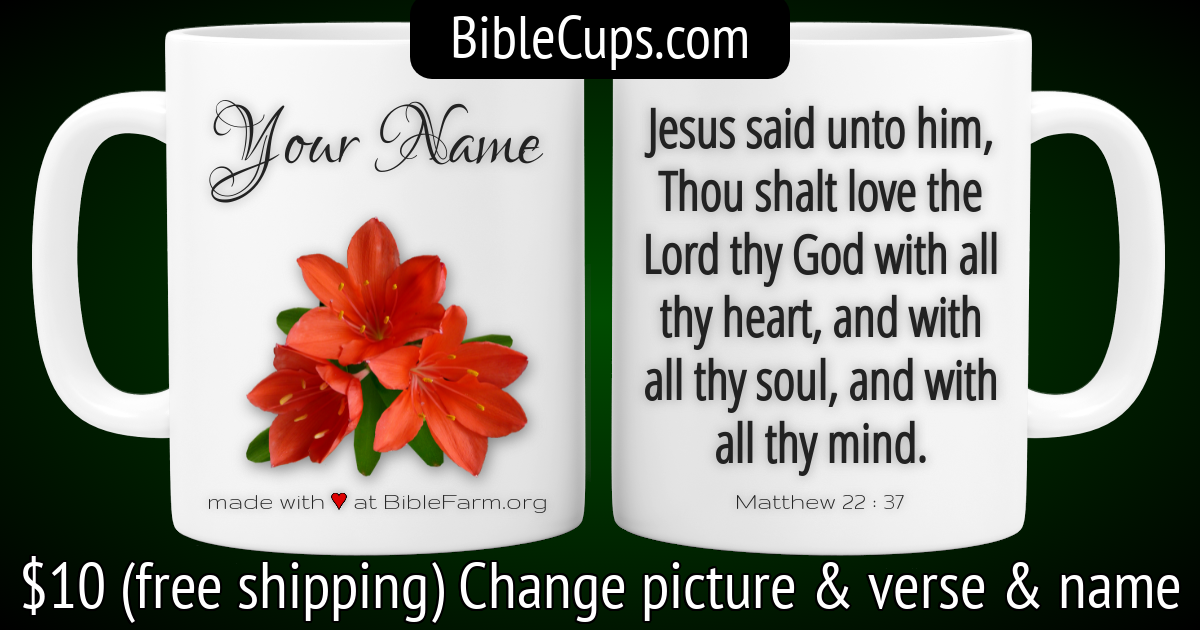 BibleCups.com
Your Name
made with ♥ at BibleFarm.org
Jesus said unto him,
Thou shalt love the
Lord thy God with all
thy heart, and with
all thy soul, and with
all thy mind.
Matthew 22 : 37
$10 (free shipping) Change picture & verse & name